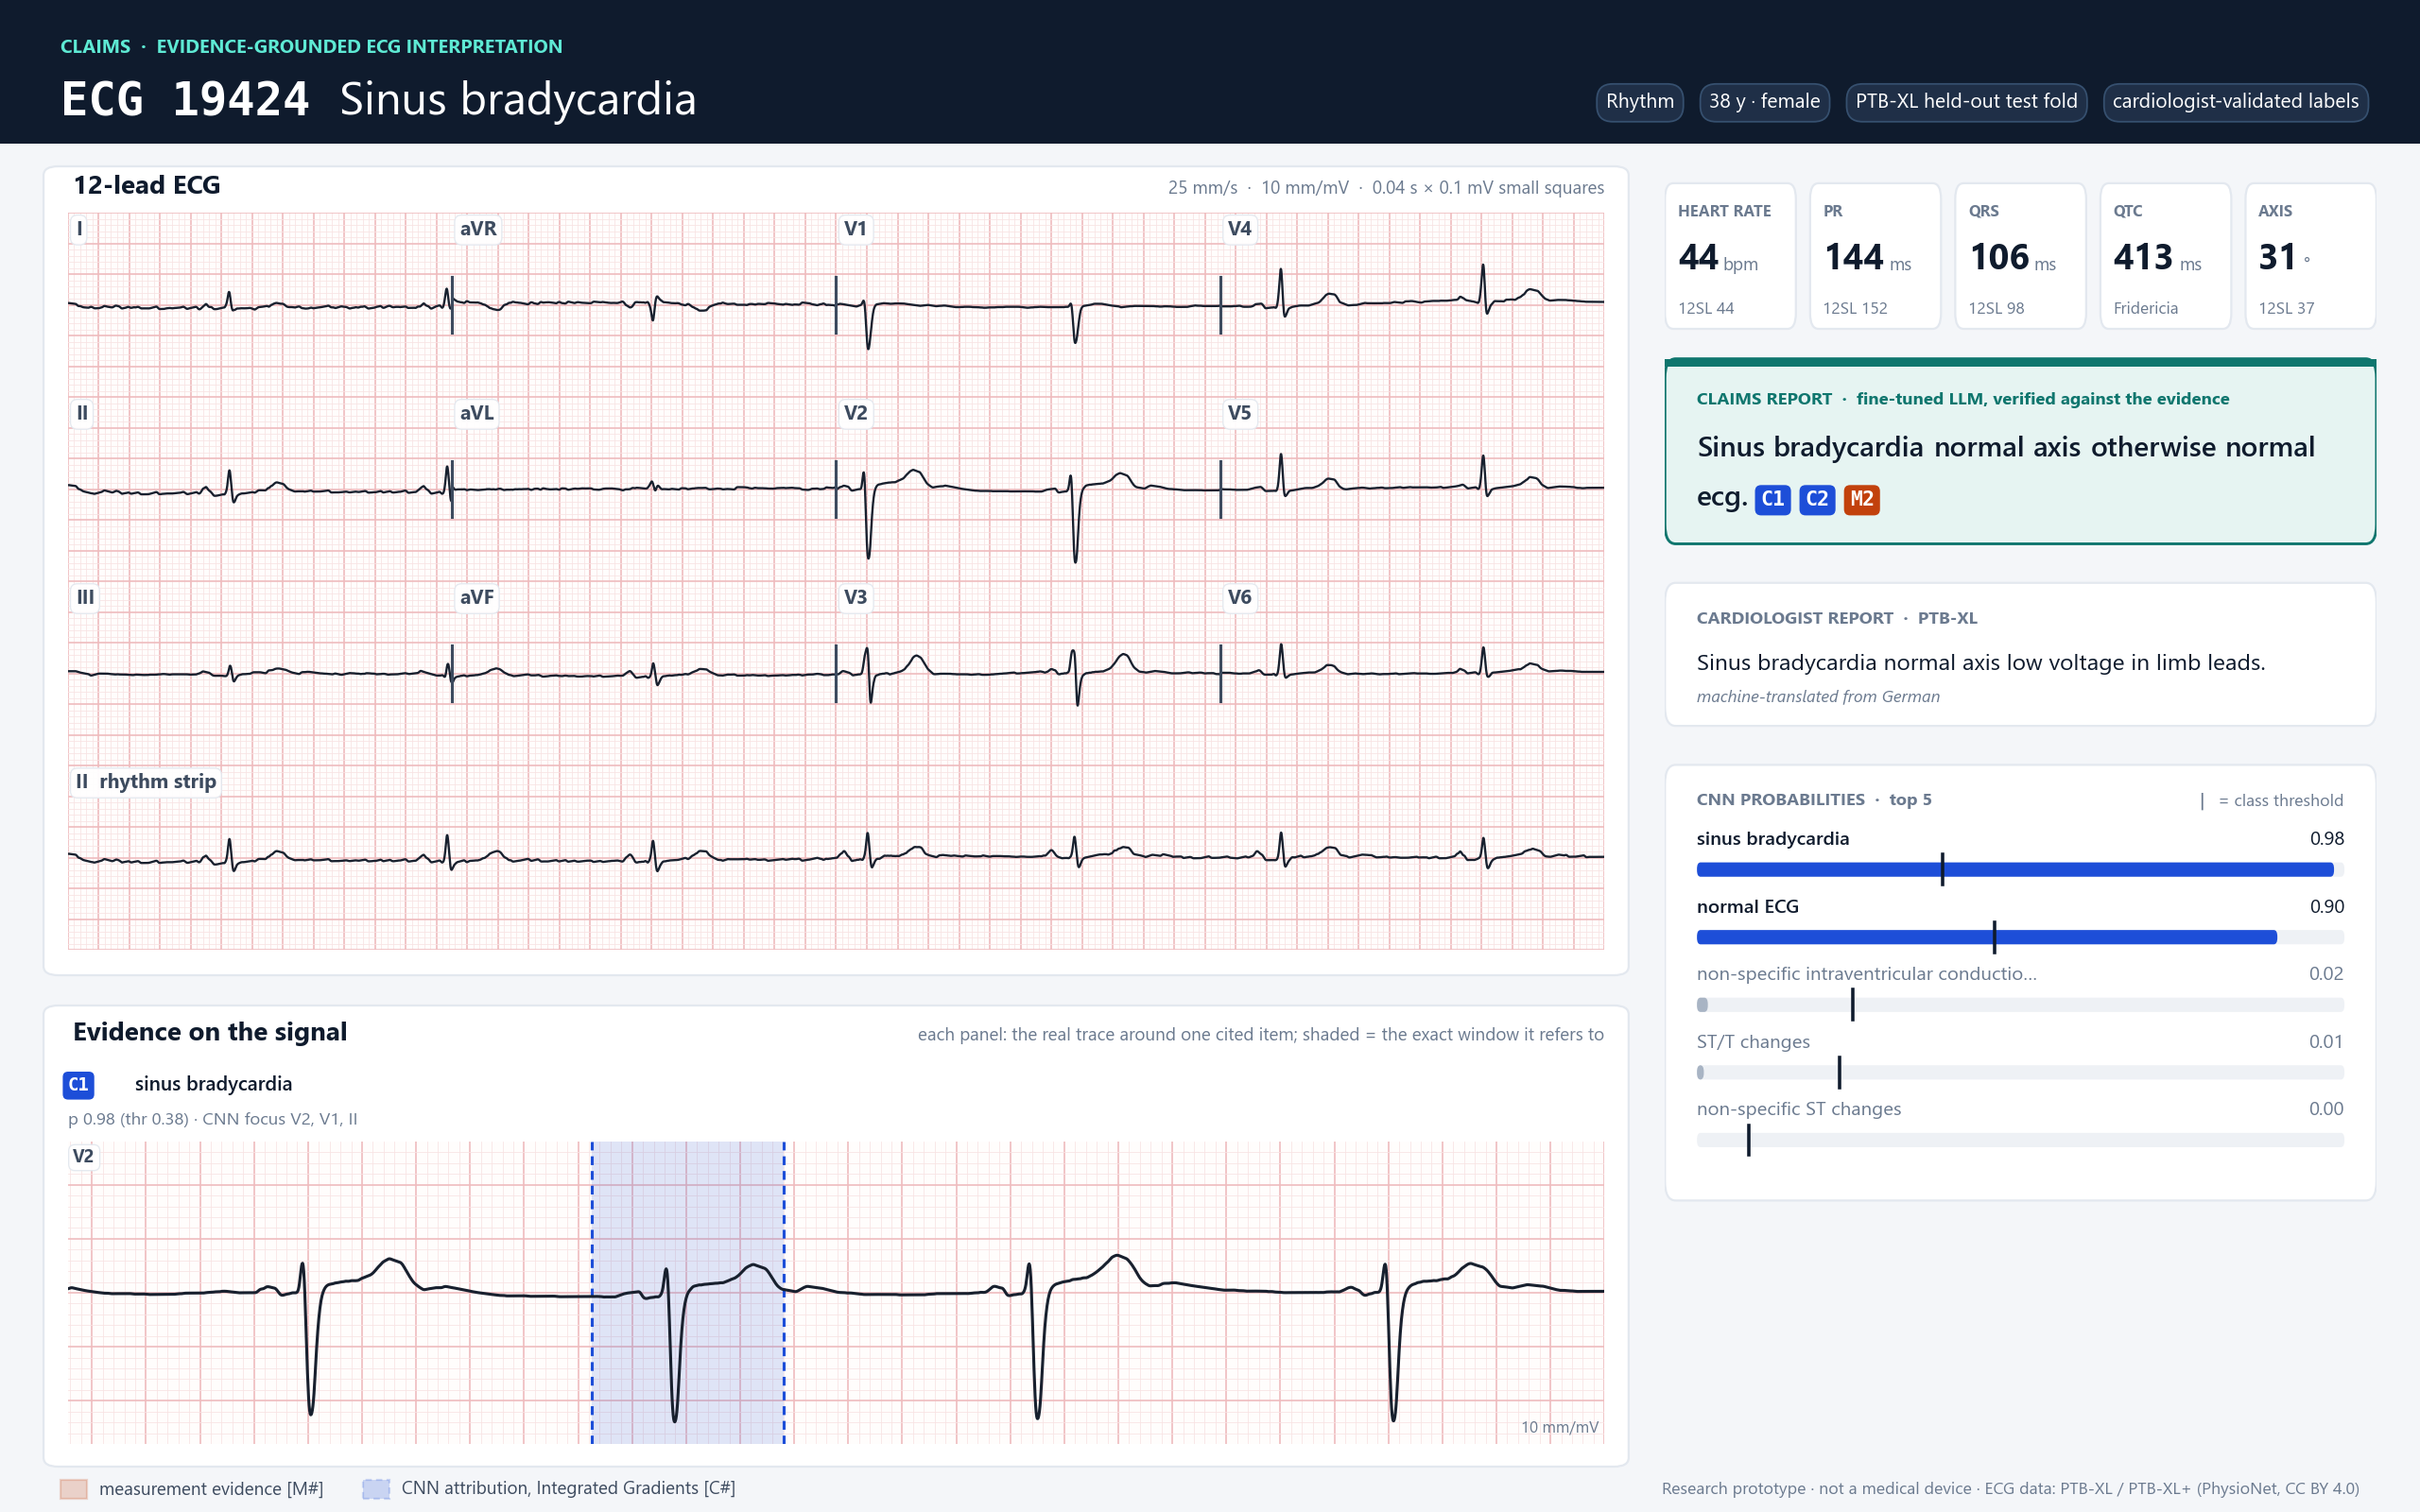 CLAIMS · EVIDENCE-GROUNDED ECG INTERPRETATION
ECG 19424 Sinus bradycardia
Rhythm
38 y · female
PTB-XL held-out test fold
cardiologist-validated labels
12-lead ECG
25 mm/s · 10 mm/mV · 0.04 s × 0.1 mV small squares
I aVR V1 V4
II aVL V2 V5
III aVF V3 V6
II rhythm strip
HEART RATE
44 bpm
12SL 44
PR
144 ms
12SL 152
QRS
106 ms
12SL 98
QTC
413 ms
Fridericia
AXIS
31 °
12SL 37
CLAIMS REPORT · fine-tuned LLM, verified against the evidence
Sinus bradycardia normal axis otherwise normal
ecg. C1 C2 M2
CARDIOLOGIST REPORT · PTB-XL
Sinus bradycardia normal axis low voltage in limb leads.
machine-translated from German
CNN PROBABILITIES · top 5
| = class threshold
sinus bradycardia 0.98
normal ECG 0.90
non-specific intraventricular conductio... 0.02
ST/T changes 0.01
non-specific ST changes 0.00
Evidence on the signal
each panel: the real trace around one cited item; shaded = the exact window it refers to
C1 sinus bradycardia
p 0.98 (thr 0.38) · CNN focus V2, V1, II
V2
10 mm/mV
measurement evidence [M#]
CNN attribution, Integrated Gradients [C#]
Research prototype · not a medical device · ECG data: PTB-XL / PTB-XL+ (PhysioNet, CC BY 4.0)